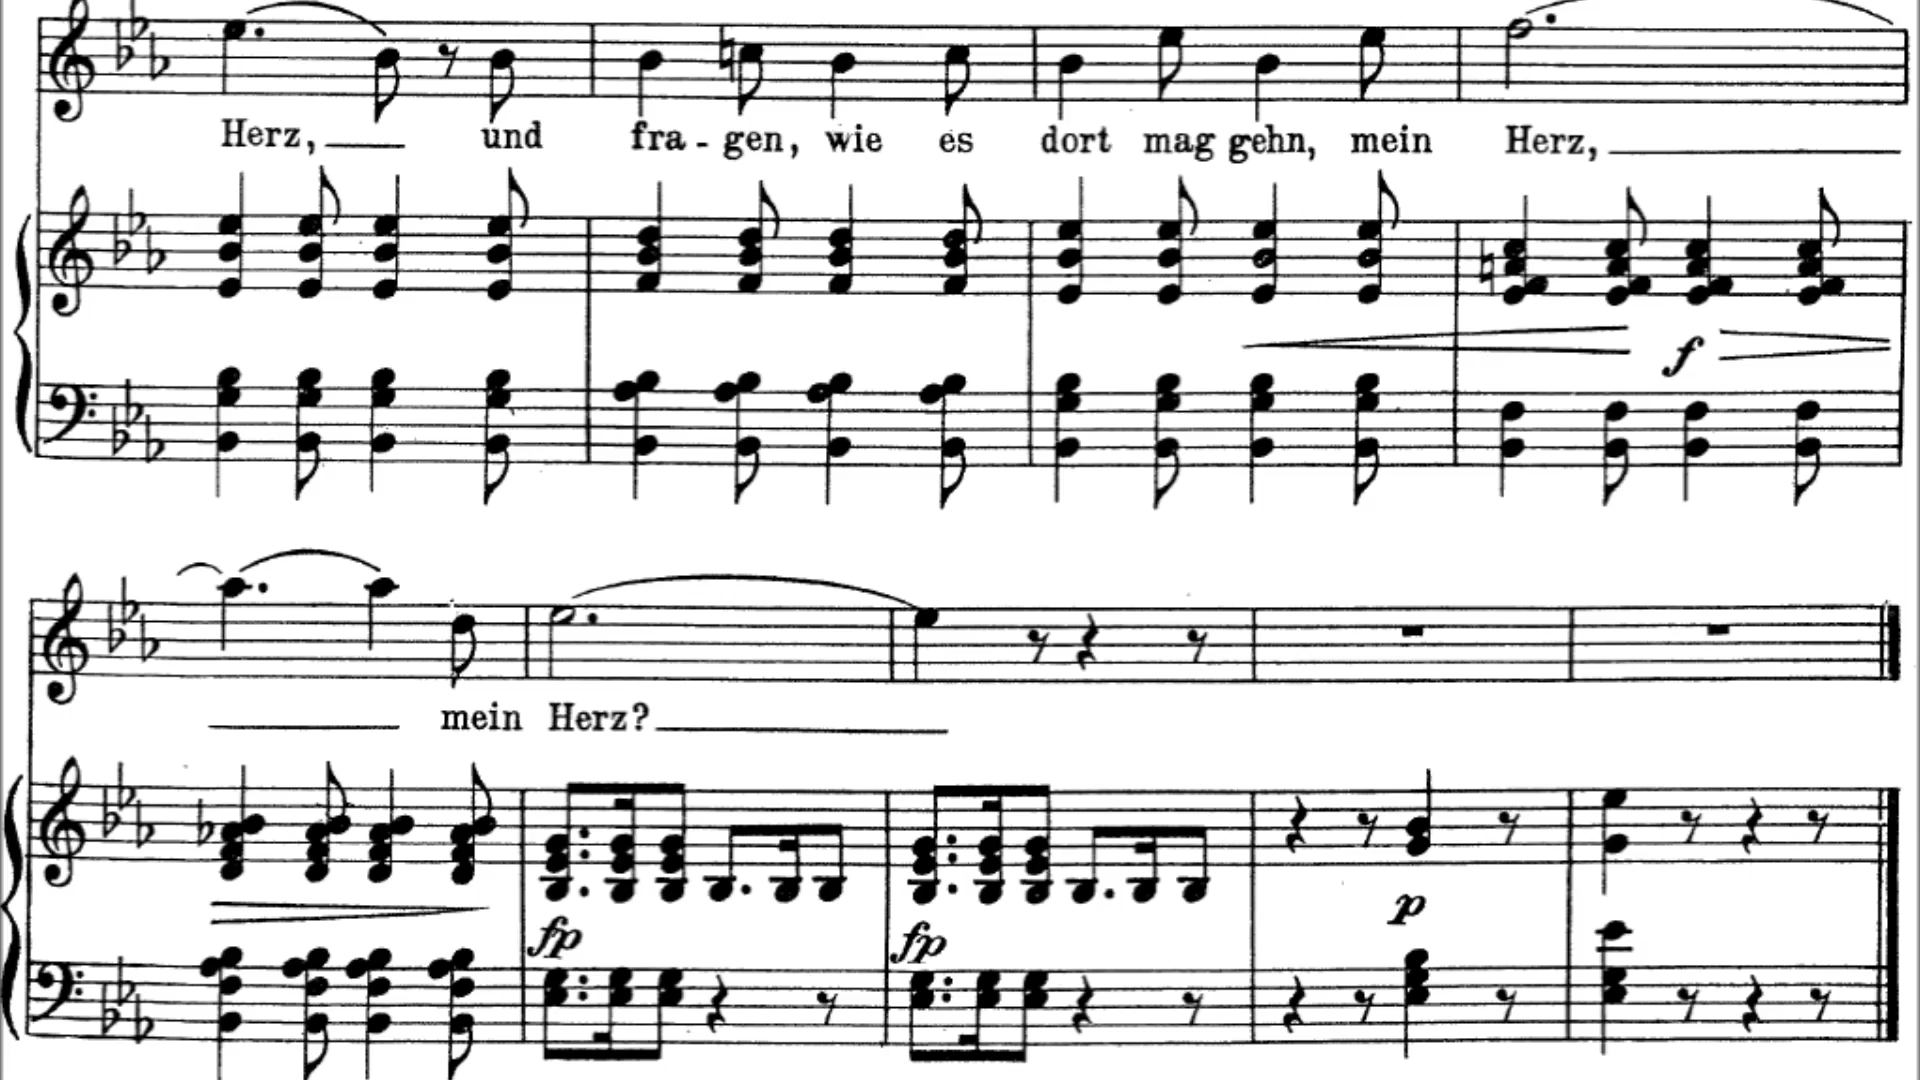 Herz, und fra - gen, wie es dort mag gehn, mein Herz,
f
mein Herz?
fp fp p